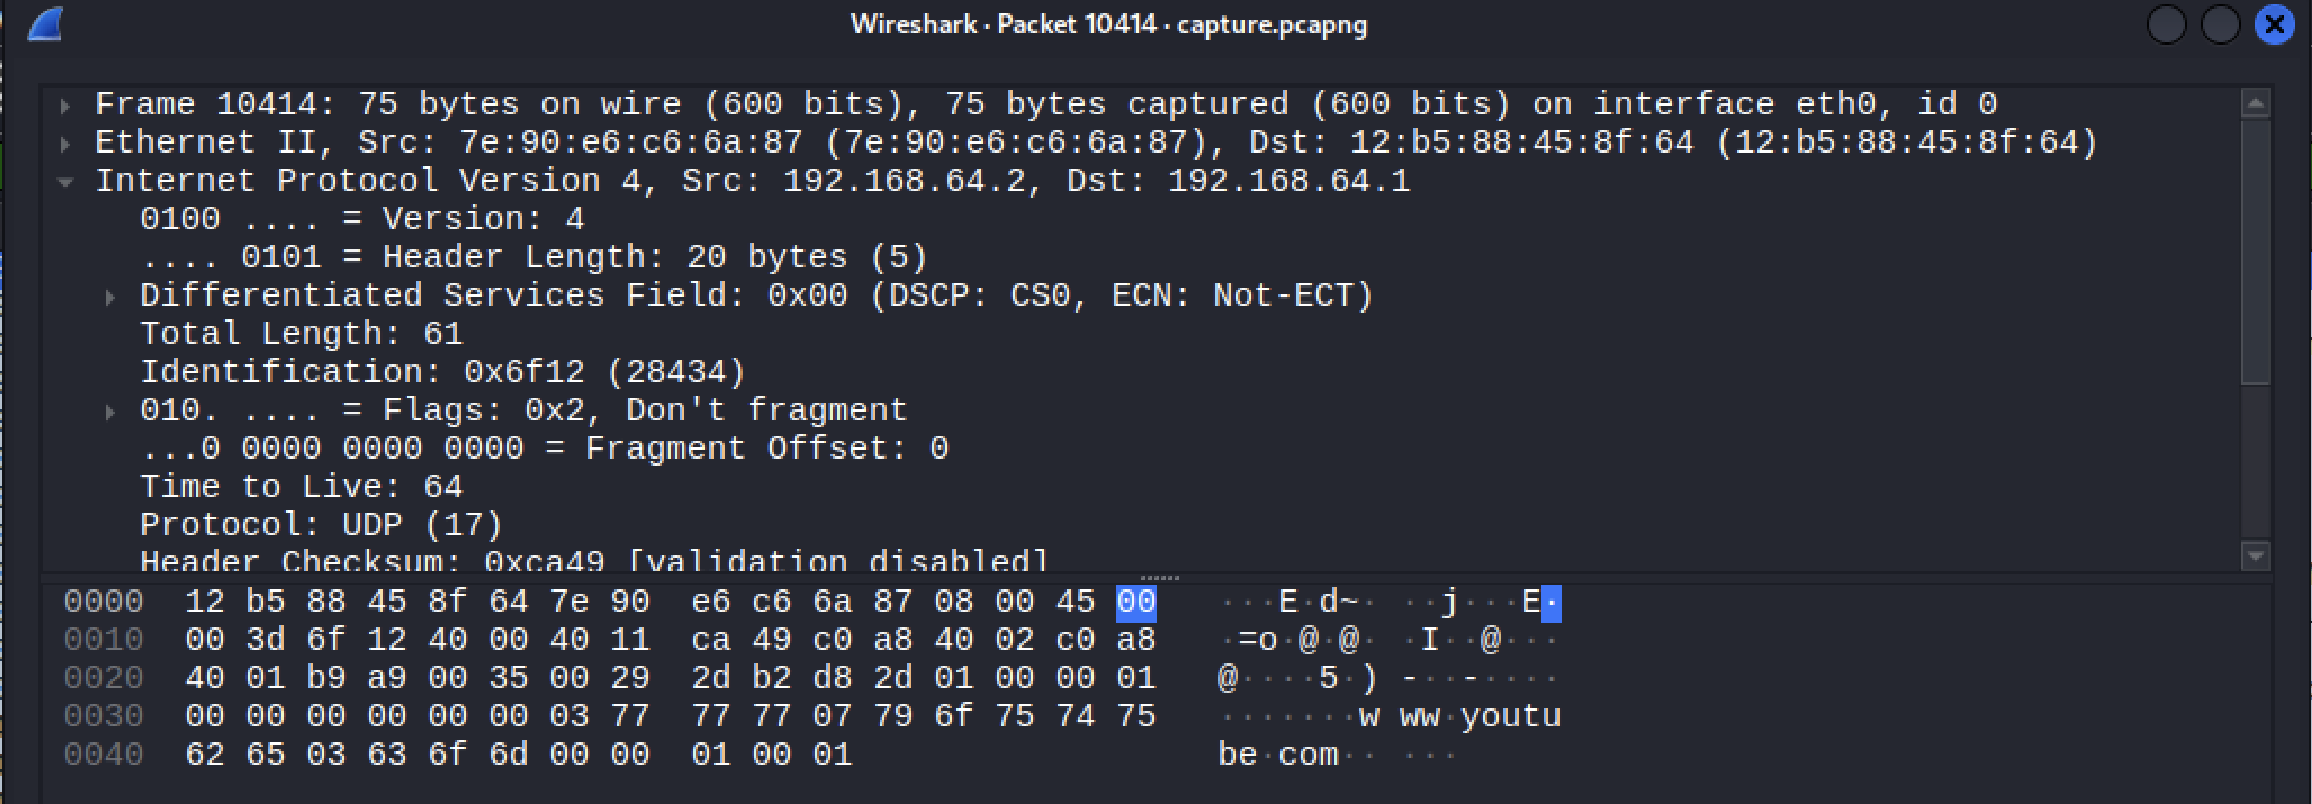 Wireshark · Packet 10414 · capture.pcapng
Frame 10414: 75 bytes on wire (600 bits), 75 bytes captured (600 bits) on interface eth0, id 0
Ethernet II, Src: 7e:90:e6:c6:6a:87 (7e:90:e6:c6:6a:87), Dst: 12:b5:88:45:8f:64 (12:b5:88:45:8f:64)
Internet Protocol Version 4, Src: 192.168.64.2, Dst: 192.168.64.1
0100 .... = Version: 4
.... 0101 = Header Length: 20 bytes (5)
Differentiated Services Field: 0x00 (DSCP: CS0, ECN: Not-ECT)
Total Length: 61
Identification: 0x6f12 (28434)
010. .... = Flags: 0x2, Don't fragment
...0 0000 0000 0000 = Fragment Offset: 0
Time to Live: 64
Protocol: UDP (17)
Header Checksum: 0xca49 [validation disabled]
0000 12 b5 88 45 8f 64 7e 90 e6 c6 6a 87 08 00 45 00 ···E·d~· ··j···E·
0010 00 3d 6f 12 40 00 40 11 ca 49 c0 a8 40 02 c0 a8 ·=o·@·@· ·I··@···
0020 40 01 b9 a9 00 35 00 29 2d b2 d8 2d 01 00 00 01 @····5·) -··-····
0030 00 00 00 00 00 00 03 77 77 77 07 79 6f 75 74 75 ·······w ww·youtu
0040 62 65 03 63 6f 6d 00 00 01 00 01 be·com·· ···